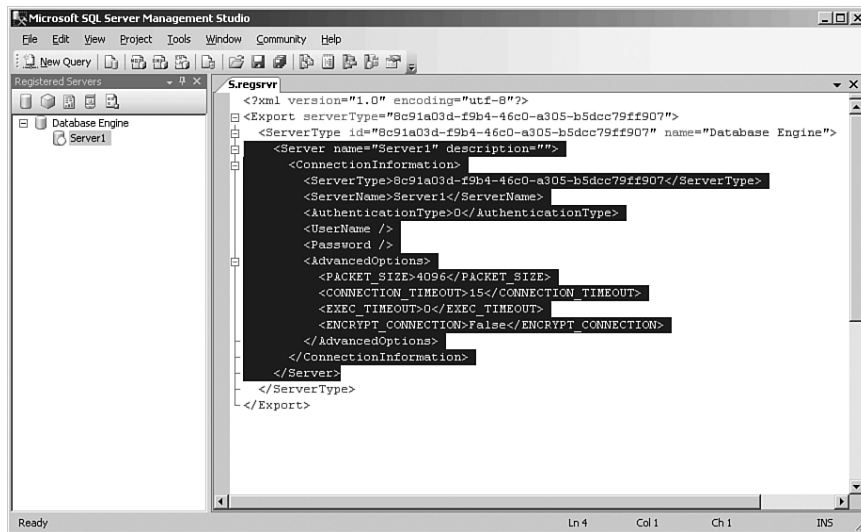 Microsoft SQL Server Management Studio
File Edit View Project Tools Window Community Help
New Query
Registered Servers
Database Engine
Server1
S.regsrvr
<?xml version="1.0" encoding="utf-8"?>
<Export serverType="8c91a03d-f9b4-46c0-a305-b5dcc79ff907">
<ServerType id="8c91a03d-f9b4-46c0-a305-b5dcc79ff907" name="Database Engine">
<Server name="Server1" description="">
<ConnectionInformation>
<ServerType>8c91a03d-f9b4-46c0-a305-b5dcc79ff907</ServerType>
<ServerName>Server1</ServerName>
<AuthenticationType>0</AuthenticationType>
<UserName />
<Password />
<AdvancedOptions>
<PACKET_SIZE>4096</PACKET_SIZE>
<CONNECTION_TIMEOUT>15</CONNECTION_TIMEOUT>
<EXEC_TIMEOUT>0</EXEC_TIMEOUT>
<ENCRYPT_CONNECTION>False</ENCRYPT_CONNECTION>
</AdvancedOptions>
</ConnectionInformation>
</Server>
</ServerType>
</Export>
Ready Ln 4 Col 1 Ch 1 INS